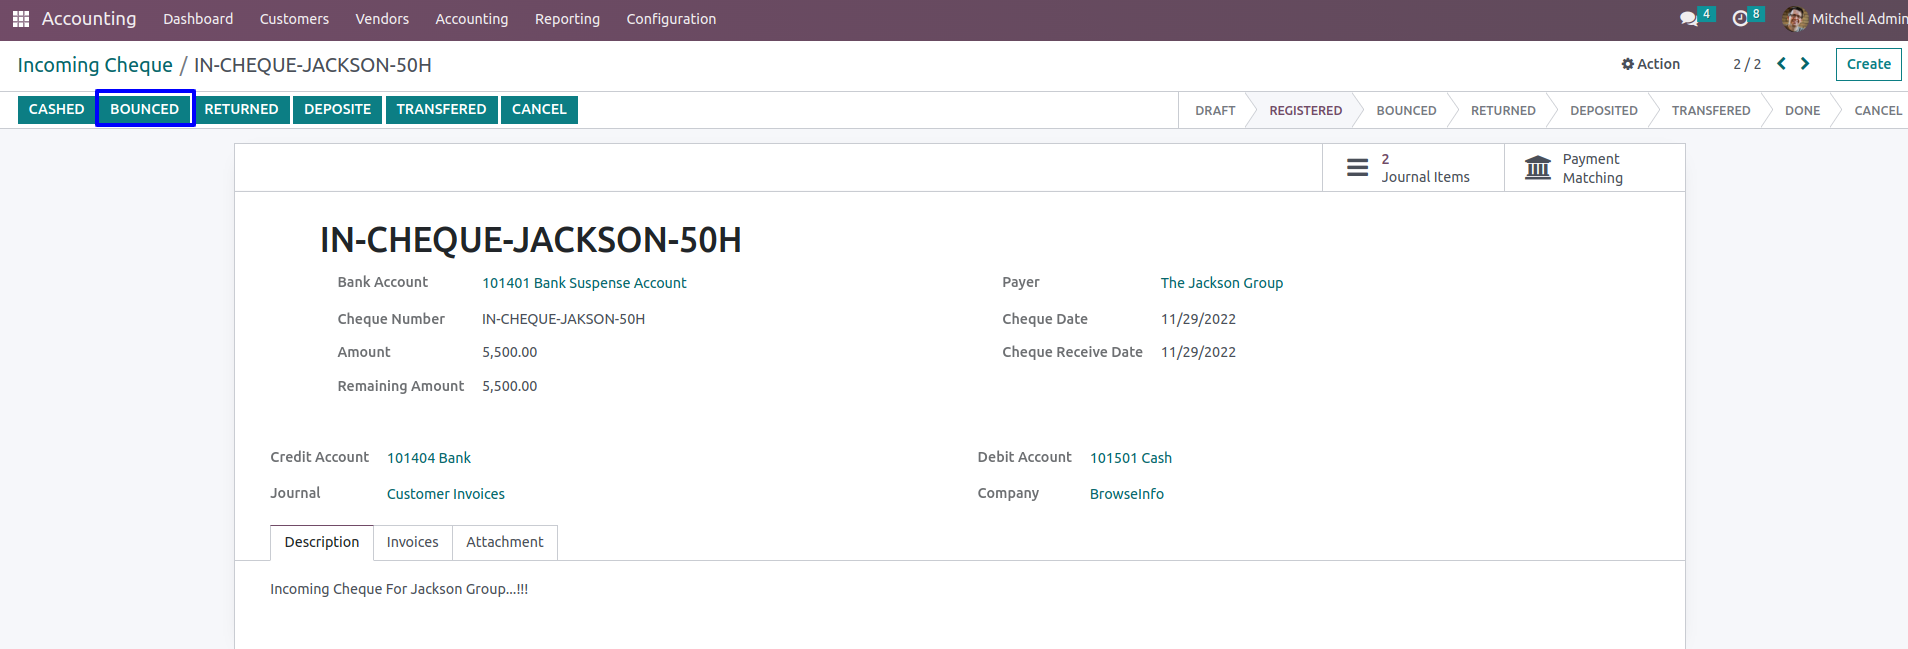 Accounting Dashboard Customers Vendors Accounting Reporting Configuration 4 8 Mitchell Admin
Incoming Cheque / IN-CHEQUE-JACKSON-50H Action 2 / 2 Create
CASHED BOUNCED RETURNED DEPOSITE TRANSFERED CANCEL DRAFT REGISTERED BOUNCED RETURNED DEPOSITED TRANSFERED DONE CANCEL
2 Journal Items Payment Matching
IN-CHEQUE-JACKSON-50H
Bank Account 101401 Bank Suspense Account Payer The Jackson Group
Cheque Number IN-CHEQUE-JAKSON-50H Cheque Date 11/29/2022
Amount 5,500.00 Cheque Receive Date 11/29/2022
Remaining Amount 5,500.00
Credit Account 101404 Bank Debit Account 101501 Cash
Journal Customer Invoices Company BrowseInfo
Description Invoices Attachment
Incoming Cheque For Jackson Group...!!!